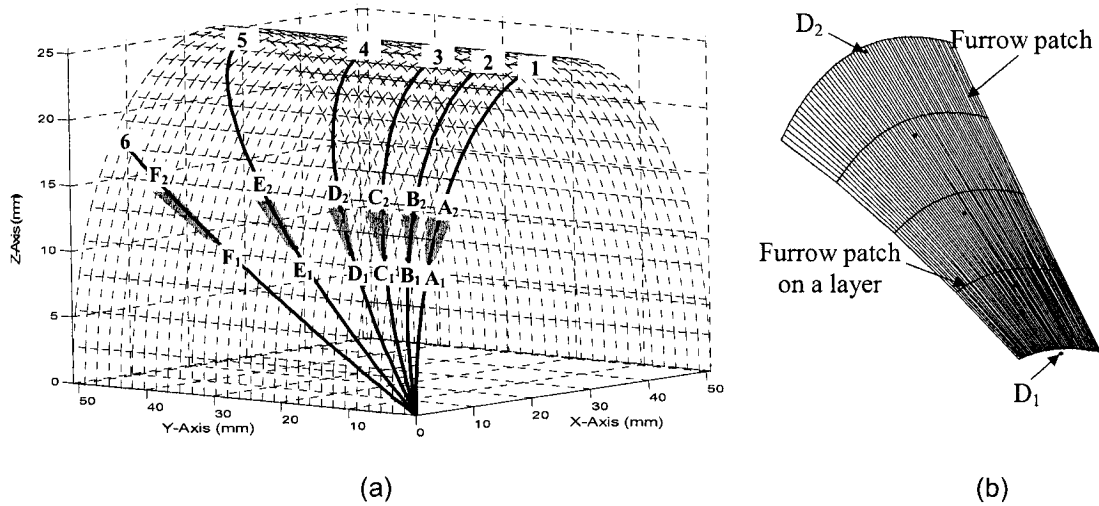 25
20
15
10
5
0
Z-Axis (mm)
5
4
3
2
1
6
F2
E2
D2
C2
B2
A2
F1
E1
D1
C1
B1
A1
50
40
30
20
10
0
Y-Axis (mm)
10
20
30
40
50
X-Axis (mm)
(a)
D2
Furrow patch
Furrow patch
on a layer
D1
(b)